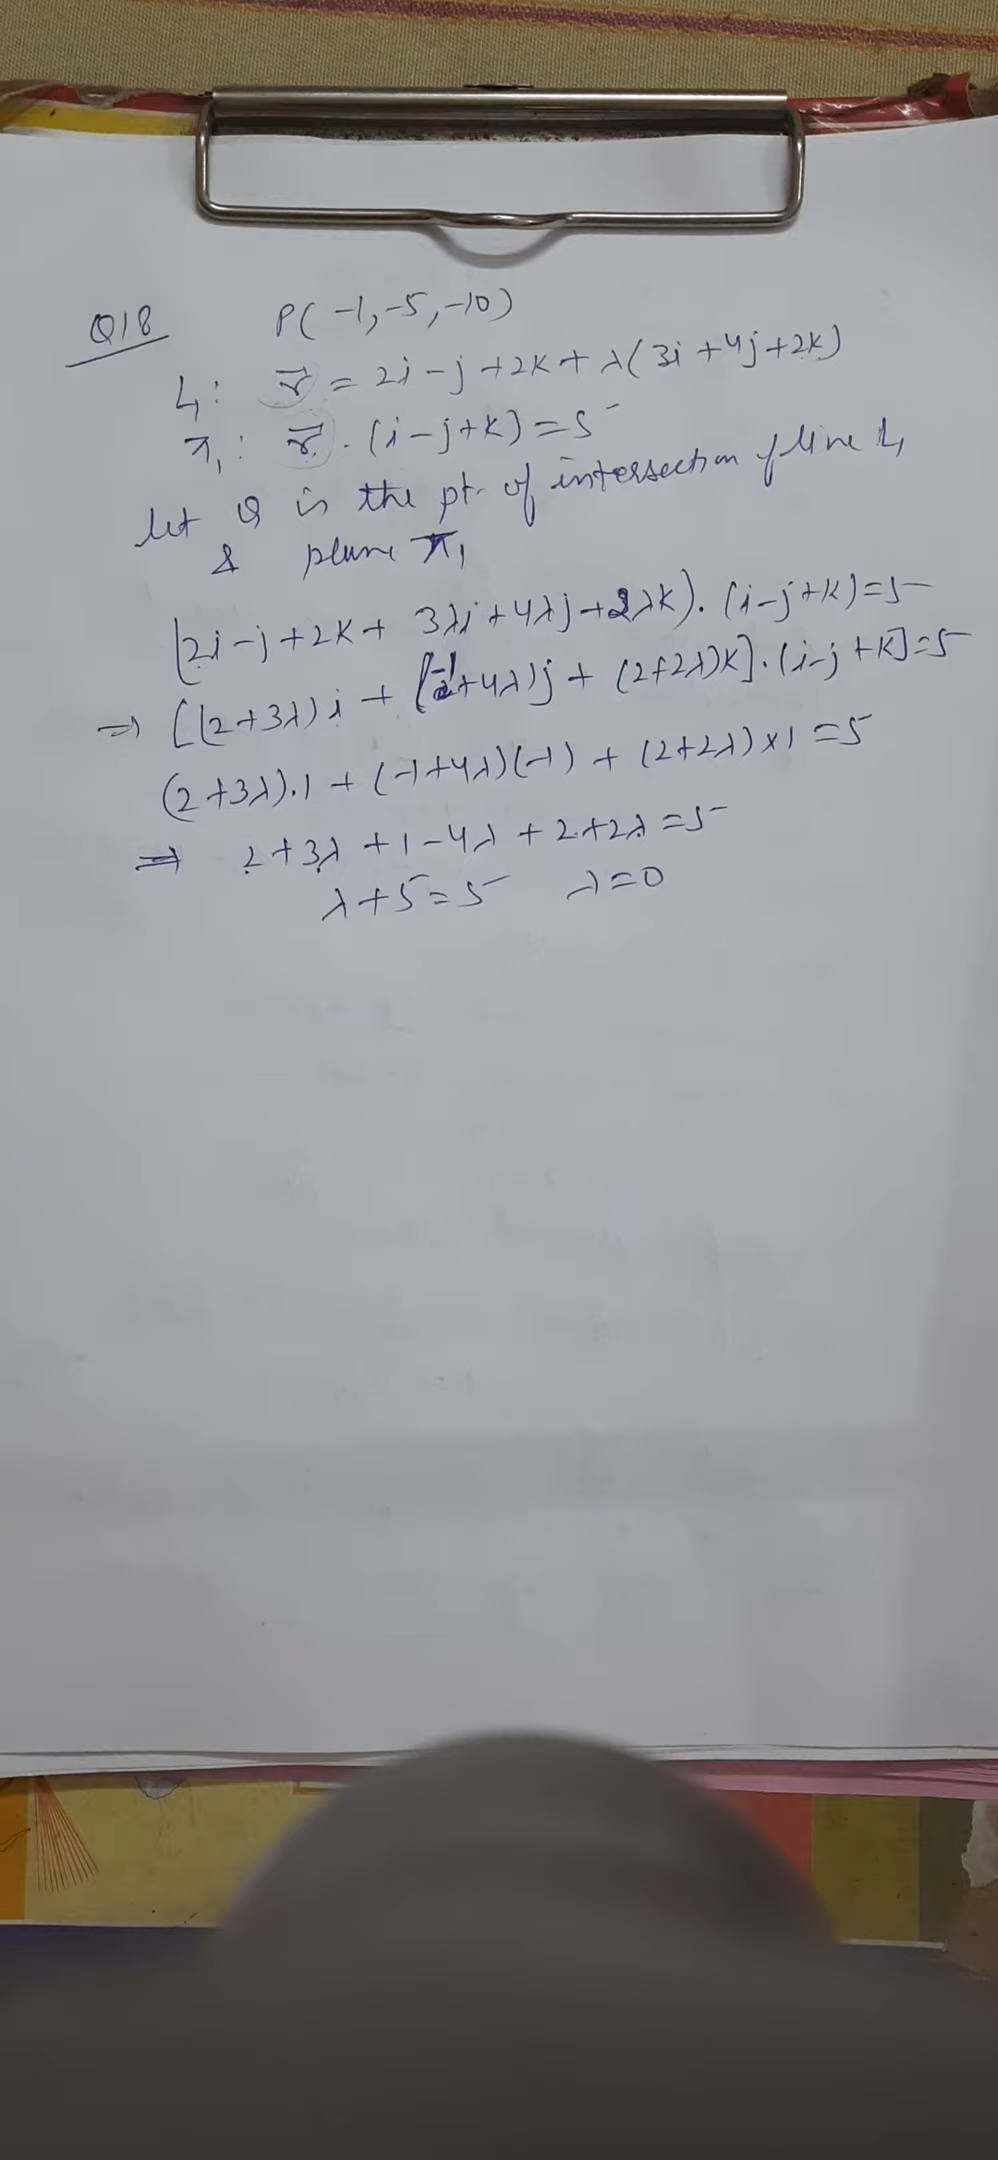 Q18 P(-1,-5,-10)
L₁: r⃗ = 2i-j+2k+λ(3i+4j+2k)
π₁: r⃗.(i-j+k)=5
let Q is the pt. of intersection of line L₁
& plane π₁
[2i-j+2k+ 3λi+4λj+2λk).(i-j+k)=5
=> [(2+3λ)i + (-1+4λ)j + (2+2λ)k].(i-j+k]=5
(2+3λ).1 + (-1+4λ)(-1) + (2+2λ)×1=5
=> 2+3λ+1-4λ+2+2λ=5
λ+5=5 λ=0